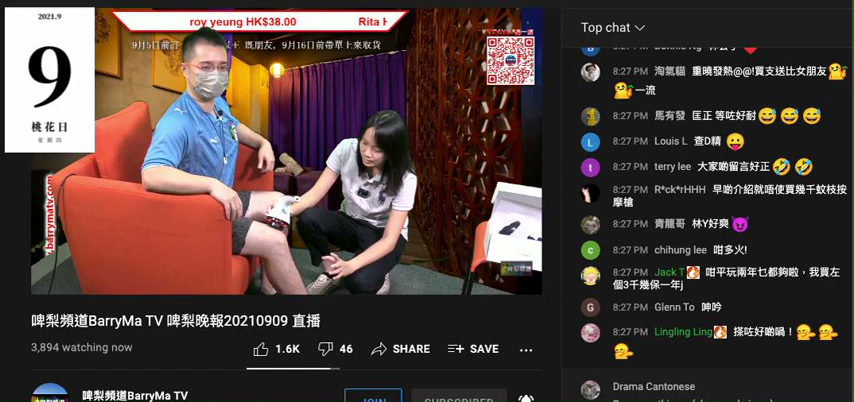 2021.9
9
桃花日
星期四
roy yeung HK$38.00
Rita
9月5日前訂
既朋友, 9月16日前帶單上來取貨
barrymatv.com
啤梨頻道BarryMa TV 啤梨晚報20210909 直播
3,894 watching now
1.6K
46
SHARE
SAVE
啤梨頻道BarryMa TV
JOIN
SUBSCRIBED
Top chat
8:27 PM 淘氣貓 重曉發熱@@!買支送比女朋友
一流
8:27 PM 馬有發 匡正 等咗好耐
8:27 PM Louis L 查D精
8:27 PM terry lee 大家啲留言好正
8:27 PM R*ck*rHHH 早啲介紹就唔使買幾千蚊枝按
摩槍
8:27 PM 青龍哥 林Y好爽
8:27 PM chihung lee 咁多火!
8:27 PM Jack T 咁平玩兩年乜都夠啦，我買左
個3千幾保一年j
8:27 PM Glenn To 呻吟
8:27 PM Lingling Ling 搽咗好啲喎！
Drama Cantonese